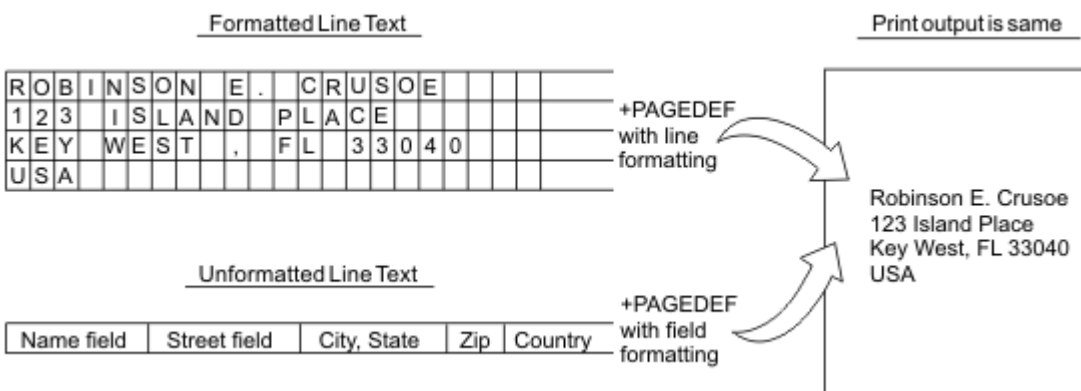 Formatted Line Text
Print output is same
ROBINSON E. CRUSOE
123 ISLAND PLACE
KEY WEST , FL 33040
USA
+PAGEDEF
with line
formatting
Robinson E. Crusoe
123 Island Place
Key West, FL 33040
USA
Unformatted Line Text
Name field Street field City, State Zip Country
+PAGEDEF
with field
formatting